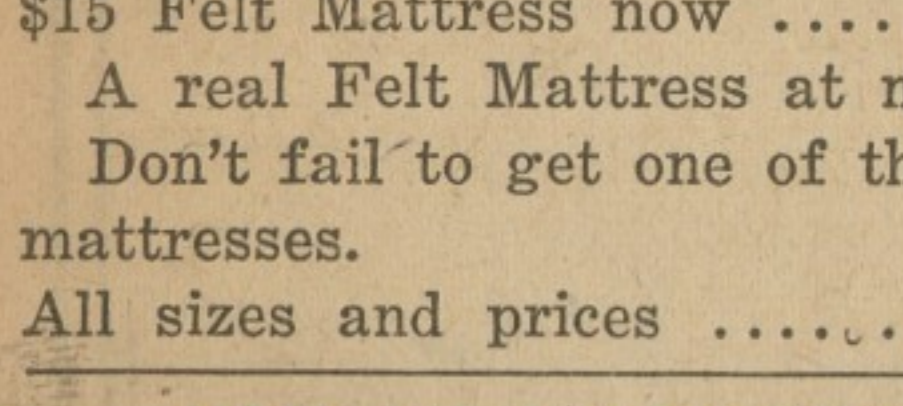 $15 Felt Mattress now ....
A real Felt Mattress at
Don't fail to get one of
mattresses.
All sizes and prices ......